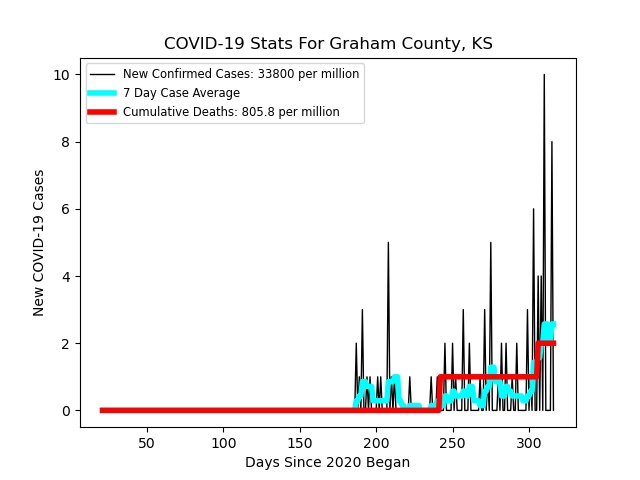 COVID-19 Stats For Graham County, KS
New Confirmed Cases: 33800 per million
7 Day Case Average
Cumulative Deaths: 805.8 per million
New COVID-19 Cases
10
8
6
4
2
0
50 100 150 200 250 300
Days Since 2020 Began